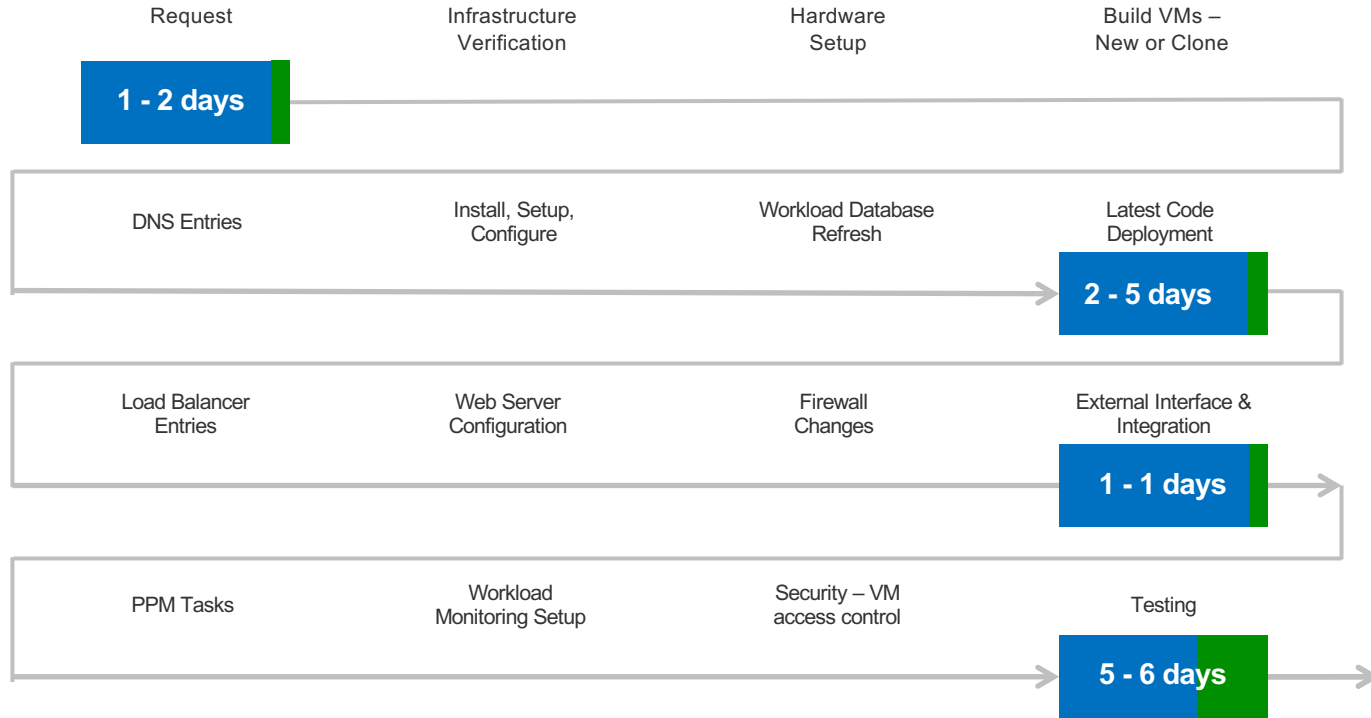 Request
Infrastructure
Verification
Hardware
Setup
Build VMs –
New or Clone
1 - 2 days
DNS Entries
Install, Setup,
Configure
Workload Database
Refresh
Latest Code
Deployment
2 - 5 days
Load Balancer
Entries
Web Server
Configuration
Firewall
Changes
External Interface &
Integration
1 - 1 days
PPM Tasks
Workload
Monitoring Setup
Security – VM
access control
Testing
5 - 6 days